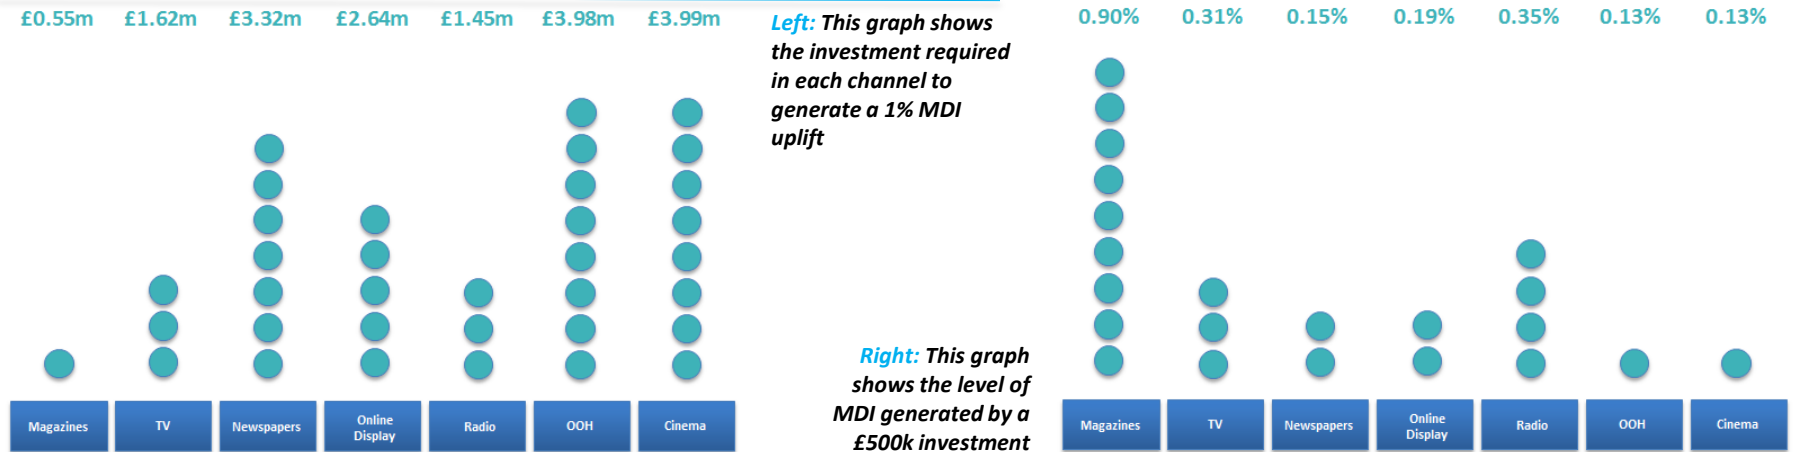 £0.55m £1.62m £3.32m £2.64m £1.45m £3.98m £3.99m
Magazines TV Newspapers Online Display Radio OOH Cinema
Left: This graph shows
the investment required
in each channel to
generate a 1% MDI
uplift
Right: This graph
shows the level of
MDI generated by a
£500k investment
0.90% 0.31% 0.15% 0.19% 0.35% 0.13% 0.13%
Magazines TV Newspapers Online Display Radio OOH Cinema